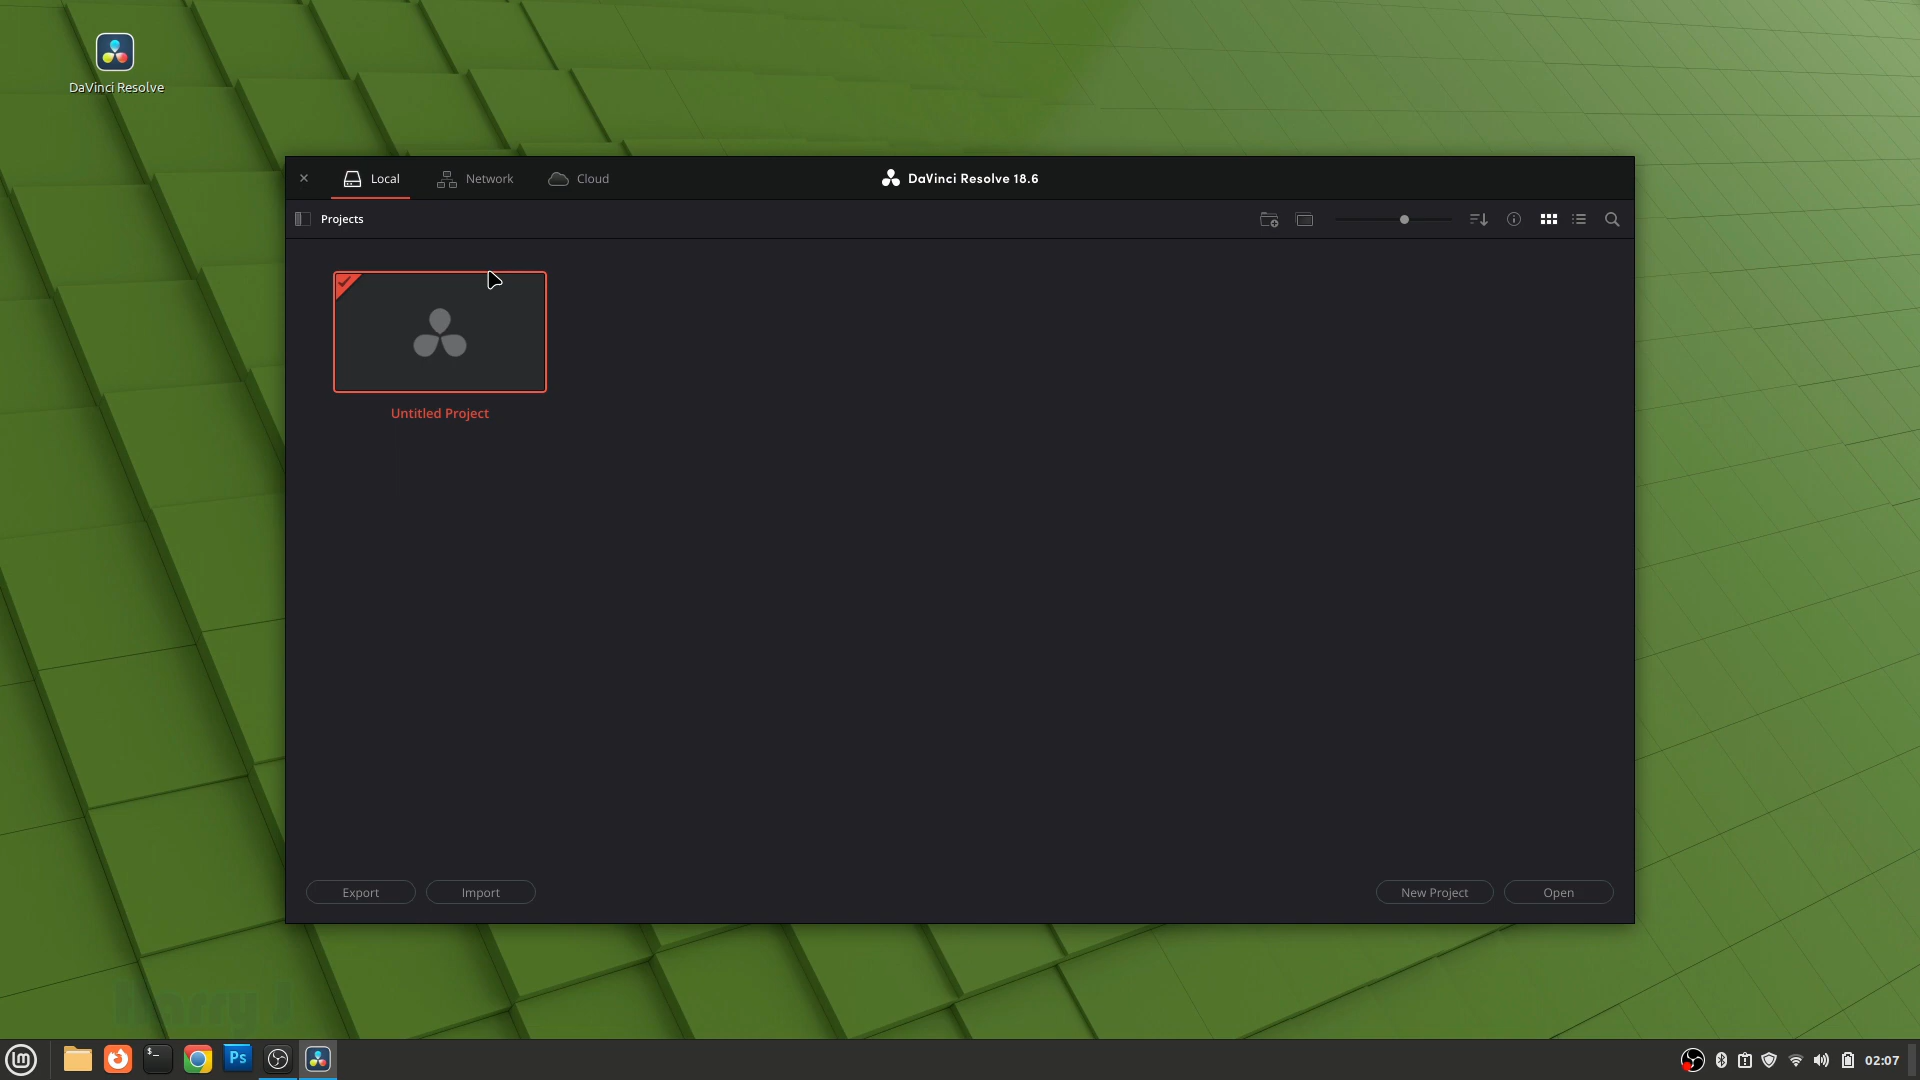 DaVinci Resolve
Local
Network
Cloud
DaVinci Resolve 18.6
Projects
Untitled Project
Export
Import
New Project
Open
Harry J
Ps
02:07